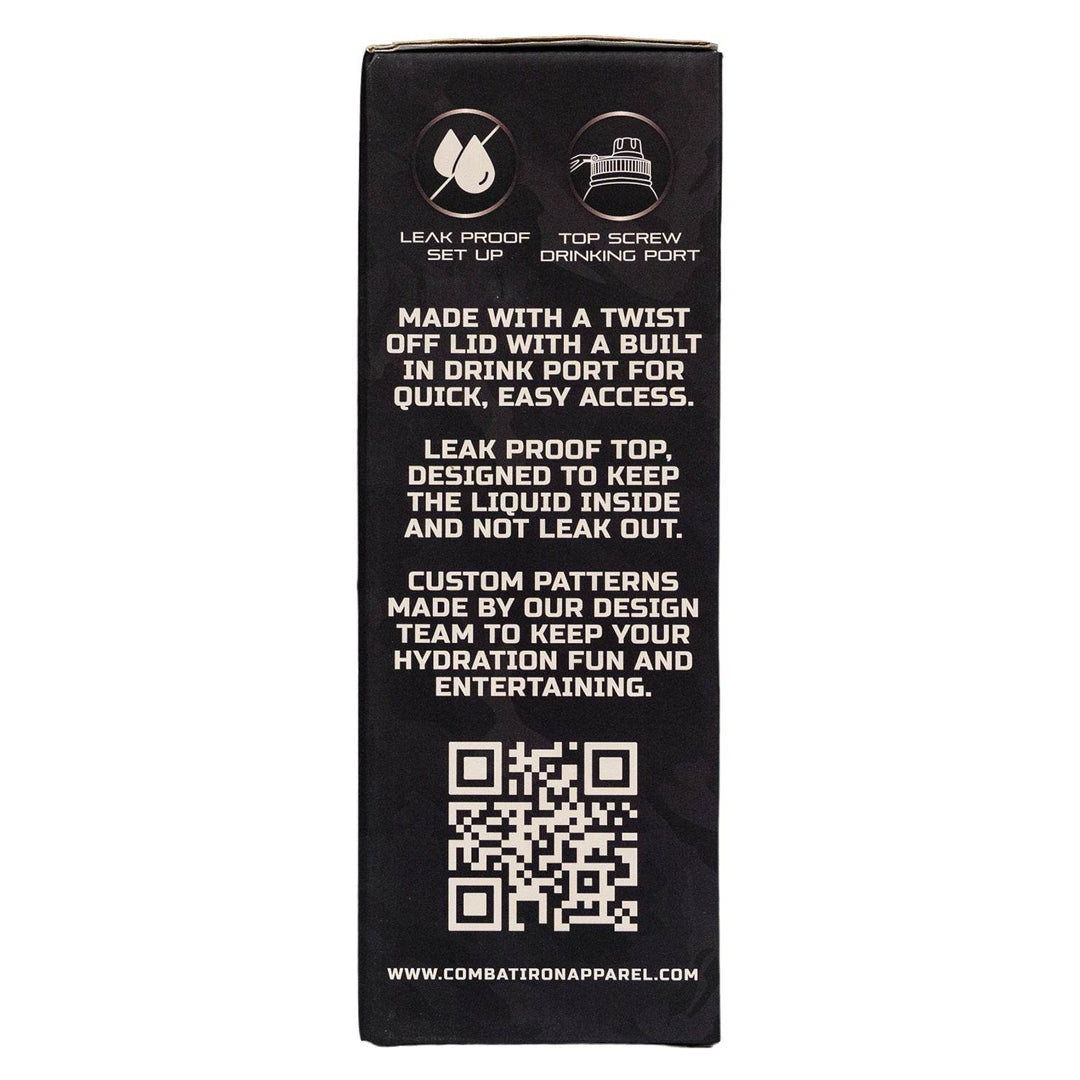 LEAK PROOF
SET UP
TOP SCREW
DRINKING PORT
MADE WITH A TWIST
OFF LID WITH A BUILT
IN DRINK PORT FOR
QUICK, EASY ACCESS.
LEAK PROOF TOP,
DESIGNED TO KEEP
THE LIQUID INSIDE
AND NOT LEAK OUT.
CUSTOM PATTERNS
MADE BY OUR DESIGN
TEAM TO KEEP YOUR
HYDRATION FUN AND
ENTERTAINING.
WWW.COMBATIRONAPPAREL.COM